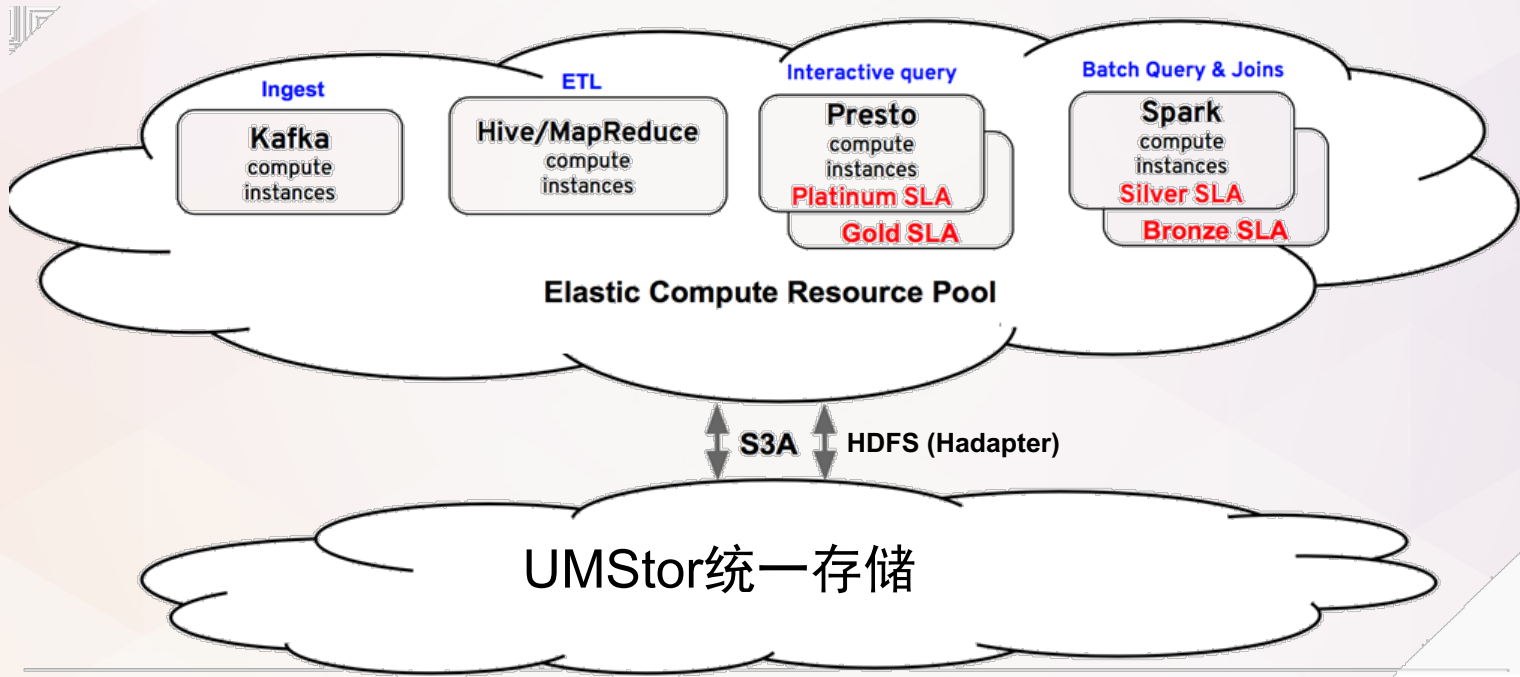 Ingest
Kafka
compute
instances
ETL
Hive/MapReduce
compute
instances
Interactive query
Presto
compute
instances
Platinum SLA
Gold SLA
Batch Query & Joins
Spark
compute
instances
Silver SLA
Bronze SLA
Elastic Compute Resource Pool
S3A
HDFS (Hadapter)
UMStor统一存储